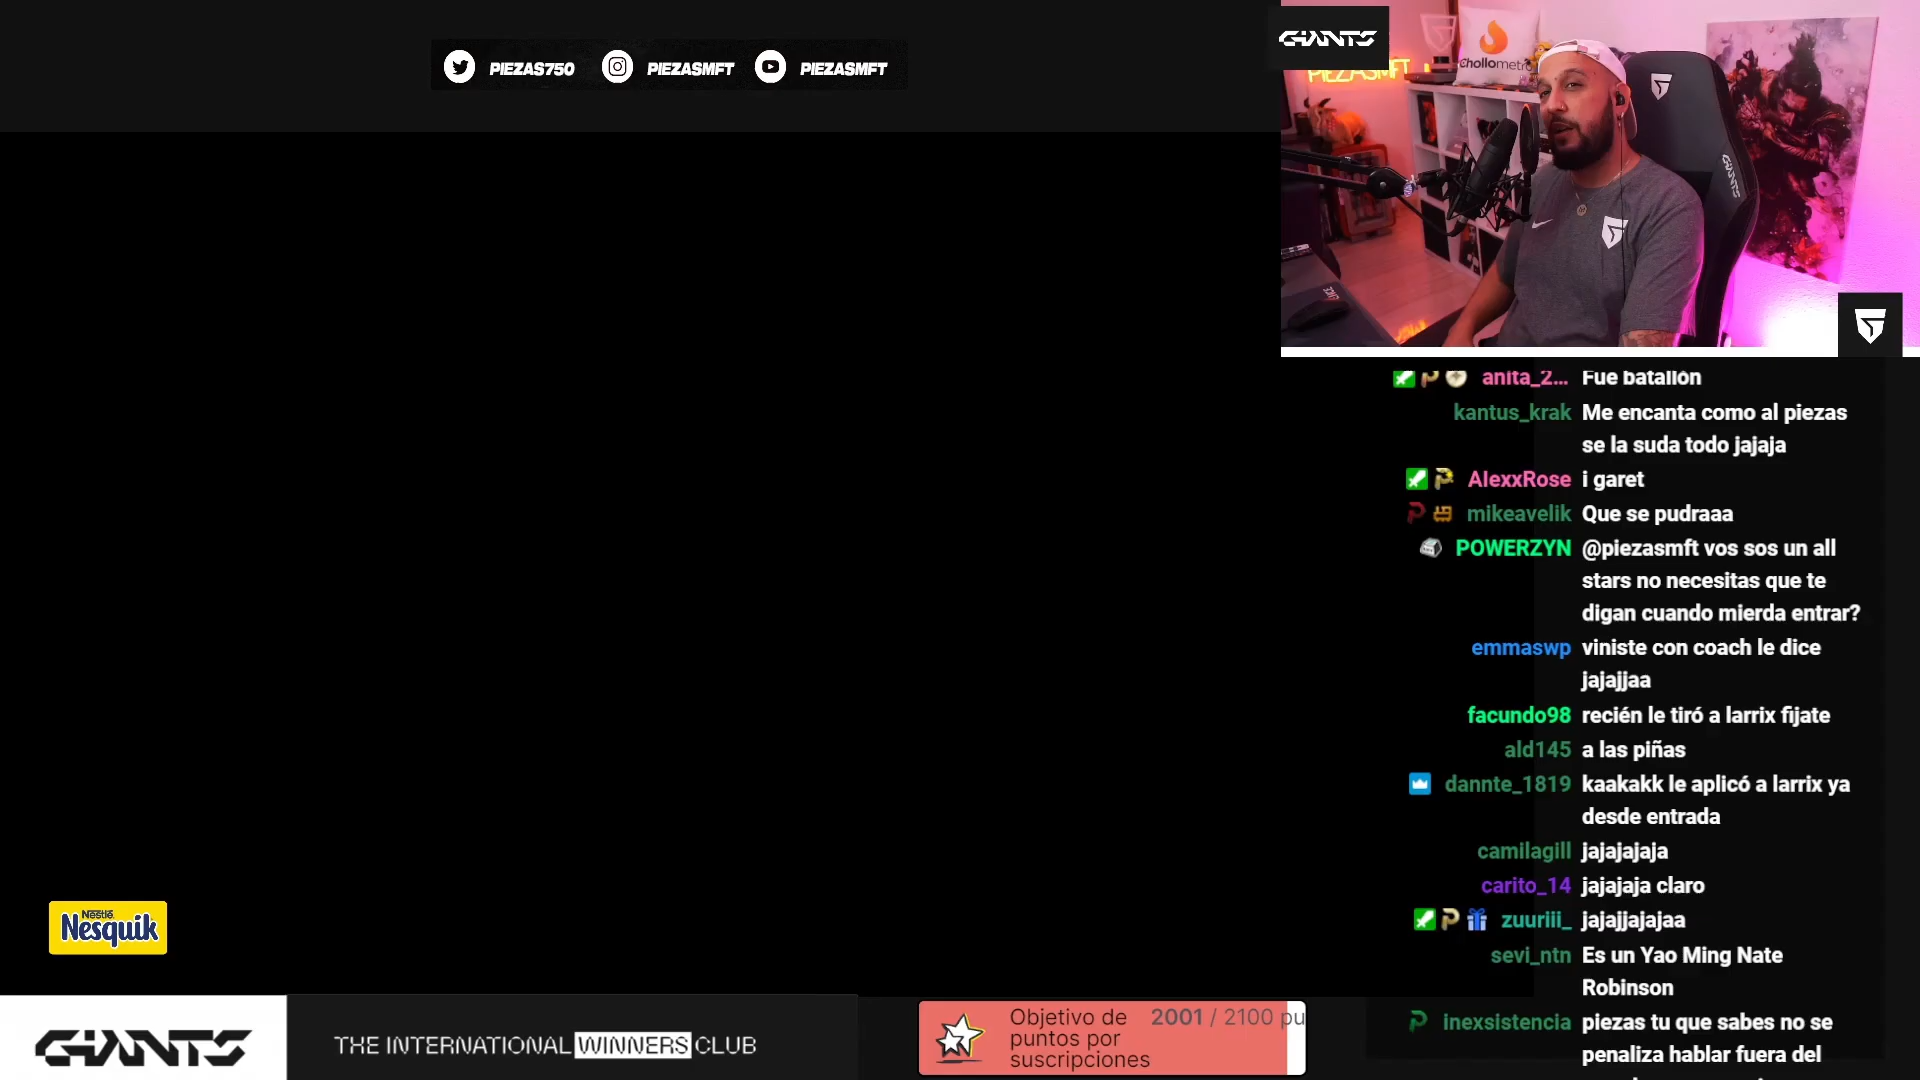 PIEZAS750 PIEZASMFT PIEZASMFT
GIANTS
Chollometro
PIEZASMFT
GIANTS
anita_2... Fue batallón
kantus_krak Me encanta como al piezas
se la suda todo jajaja
AlexxRose i garet
mikeavelik Que se pudraaa
POWERZYN @piezasmft vos sos un all
stars no necesitas que te
digan cuando mierda entrar?
emmaswp viniste con coach le dice
jajajjaa
facundo98 recién le tiró a larrix fijate
ald145 a las piñas
dannte_1819 kaakakk le aplicó a larrix ya
desde entrada
camilagill jajajajaja
carito_14 jajajaja claro
zuuriii_ jajajjajajaa
sevi_ntn Es un Yao Ming Nate
Robinson
inexsistencia piezas tu que sabes no se
penaliza hablar fuera del
Nestlé
Nesquik
GIANTS
THE INTERNATIONAL WINNERS CLUB
Objetivo de
puntos por
suscripciones
2001 / 2100 pu